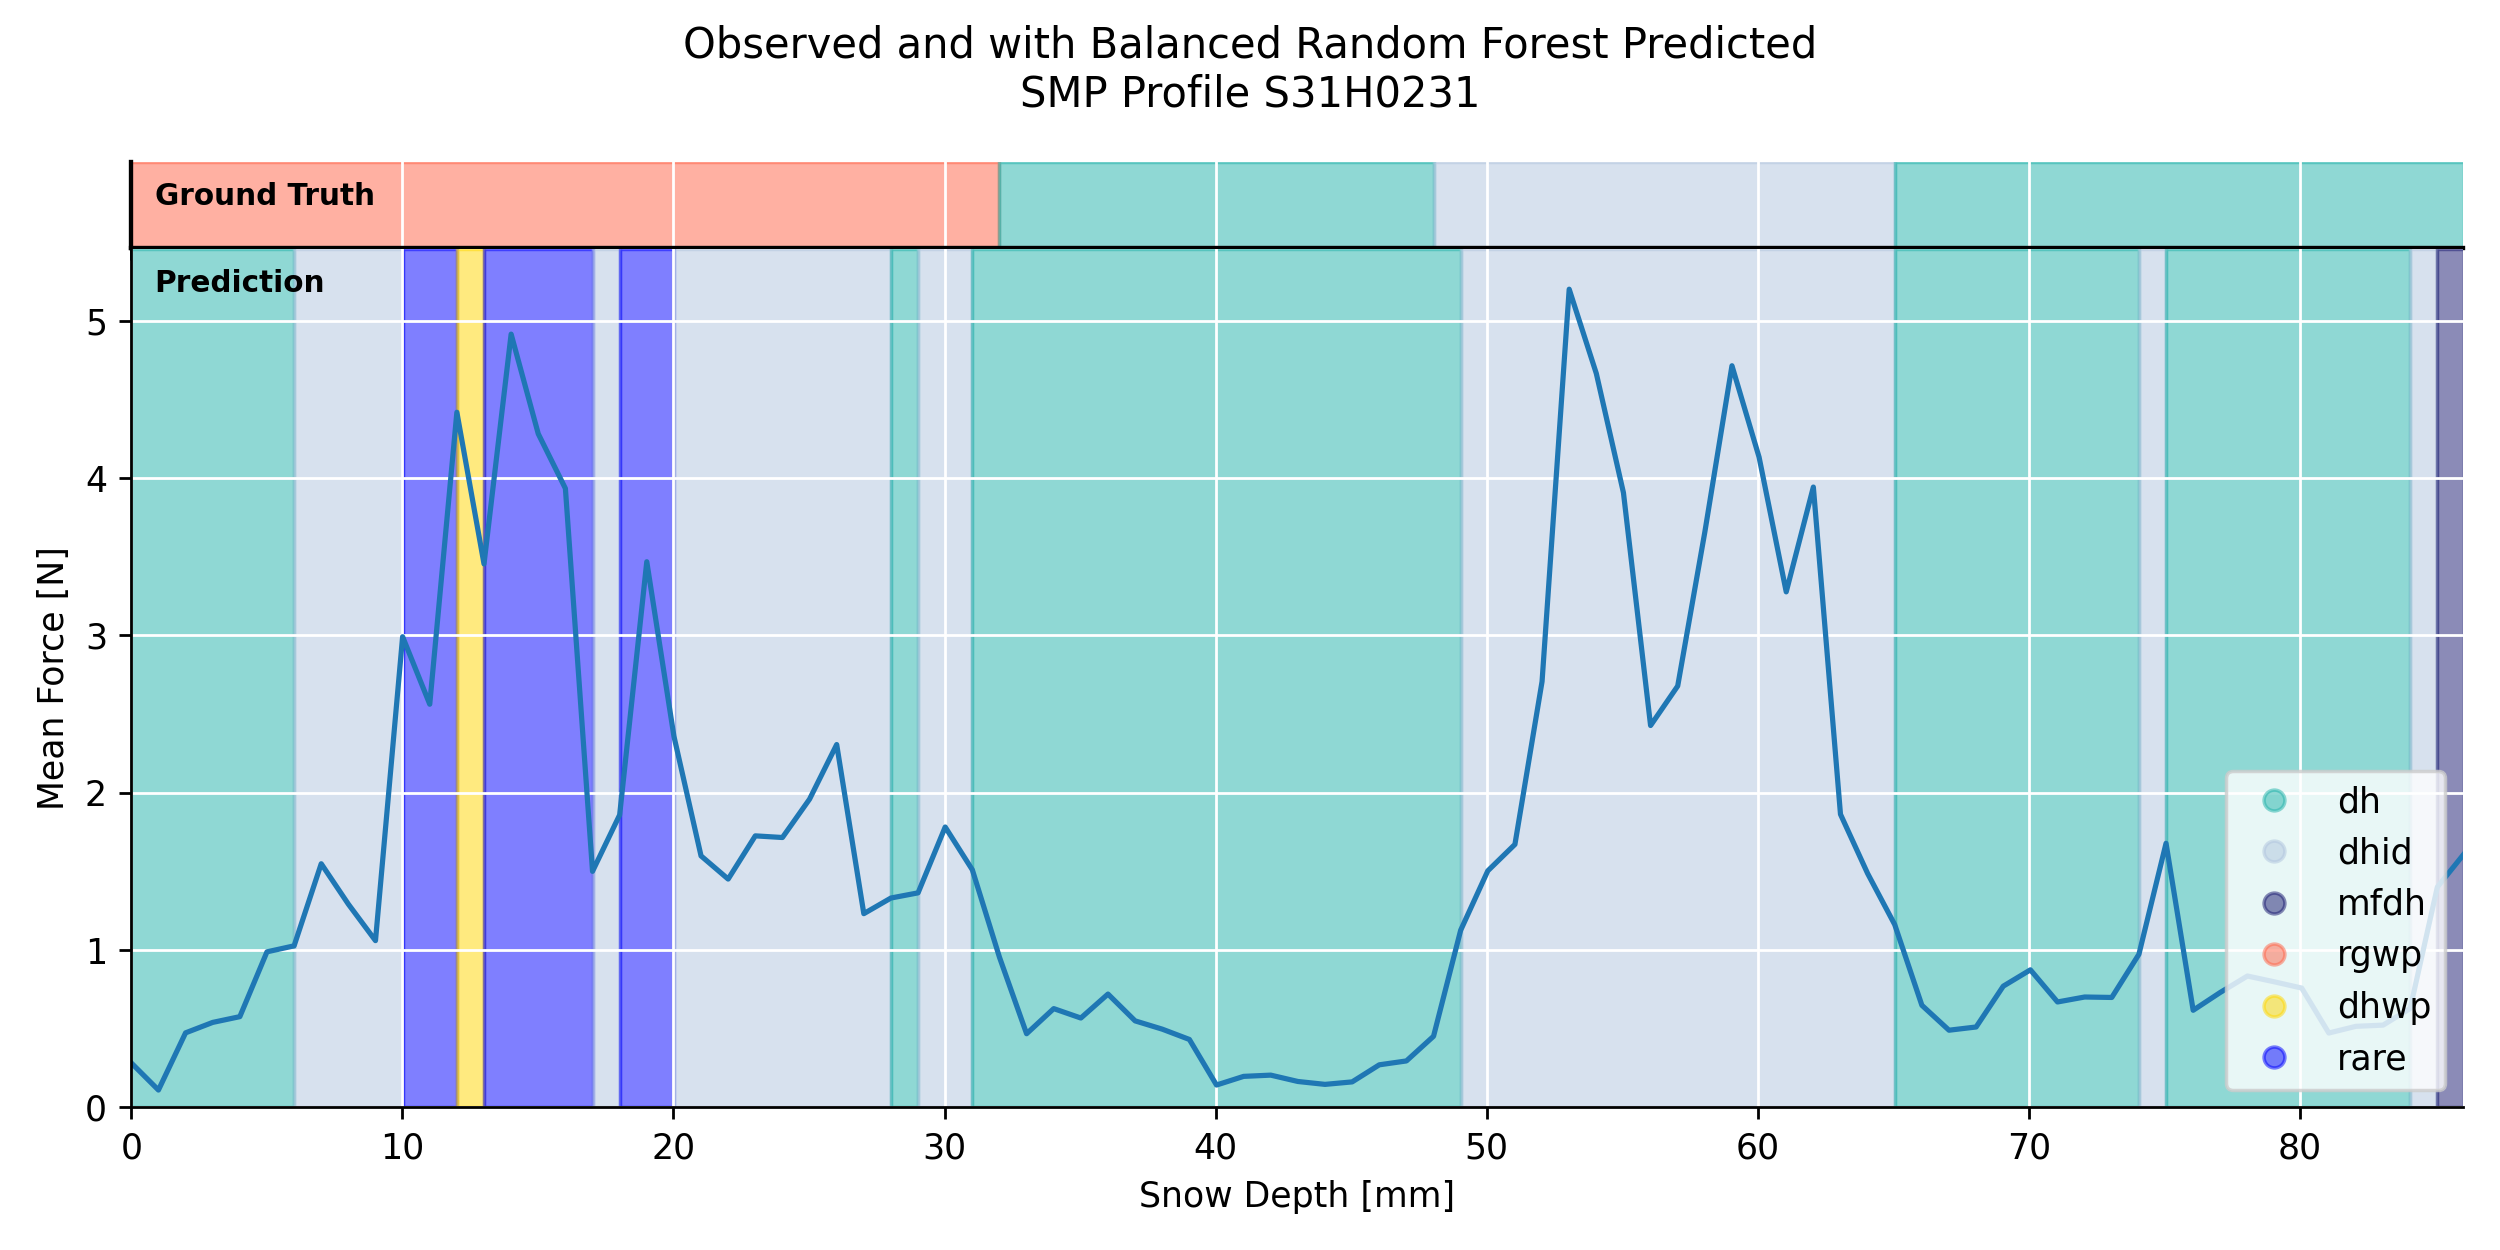 Observed and with Balanced Random Forest Predicted
SMP Profile S31H0231
Ground Truth
Prediction
5
4
3
2
1
0
Mean Force [N]
0 10 20 30 40 50 60 70 80
Snow Depth [mm]
dh
dhid
mfdh
rgwp
dhwp
rare